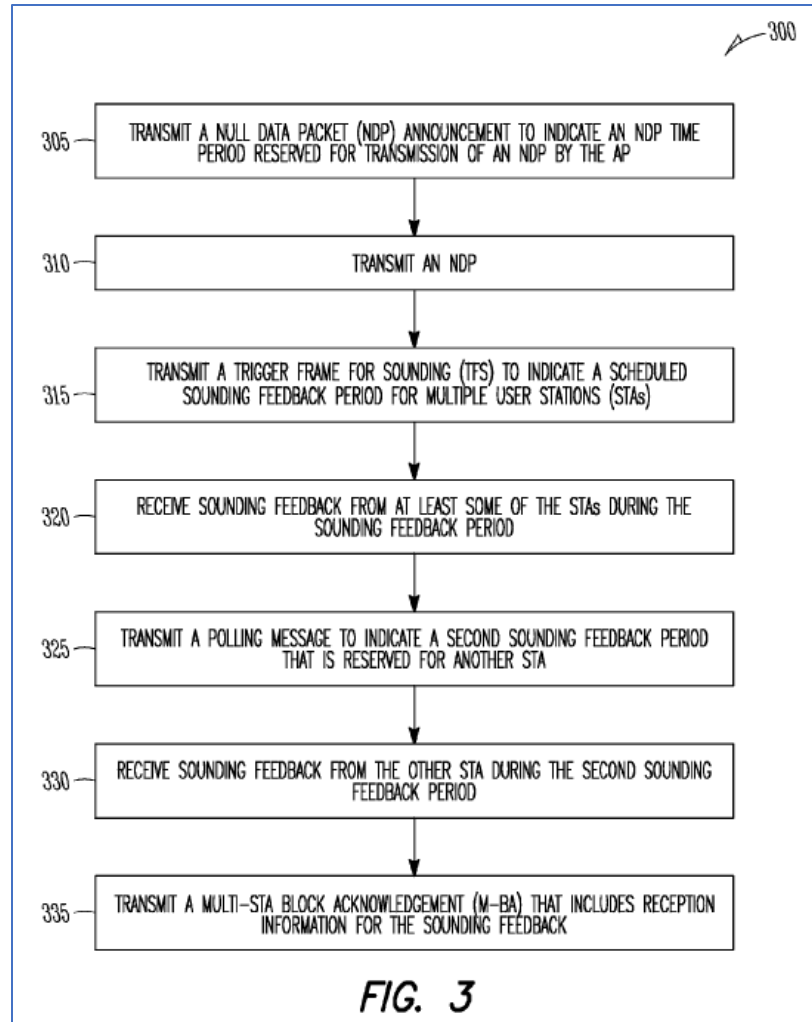 300
305
TRANSMIT A NULL DATA PACKET (NDP) ANNOUNCEMENT TO INDICATE AN NDP TIME
PERIOD RESERVED FOR TRANSMISSION OF AN NDP BY THE AP
310
TRANSMIT AN NDP
315
TRANSMIT A TRIGGER FRAME FOR SOUNDING (TFS) TO INDICATE A SCHEDULED
SOUNDING FEEDBACK PERIOD FOR MULTIPLE USER STATIONS (STAs)
320
RECEIVE SOUNDING FEEDBACK FROM AT LEAST SOME OF THE STAs DURING THE
SOUNDING FEEDBACK PERIOD
325
TRANSMIT A POLLING MESSAGE TO INDICATE A SECOND SOUNDING FEEDBACK PERIOD
THAT IS RESERVED FOR ANOTHER STA
330
RECEIVE SOUNDING FEEDBACK FROM THE OTHER STA DURING THE SECOND SOUNDING
FEEDBACK PERIOD
335
TRANSMIT A MULTI-STA BLOCK ACKNOWLEDGEMENT (M-BA) THAT INCLUDES RECEPTION
INFORMATION FOR THE SOUNDING FEEDBACK
FIG. 3